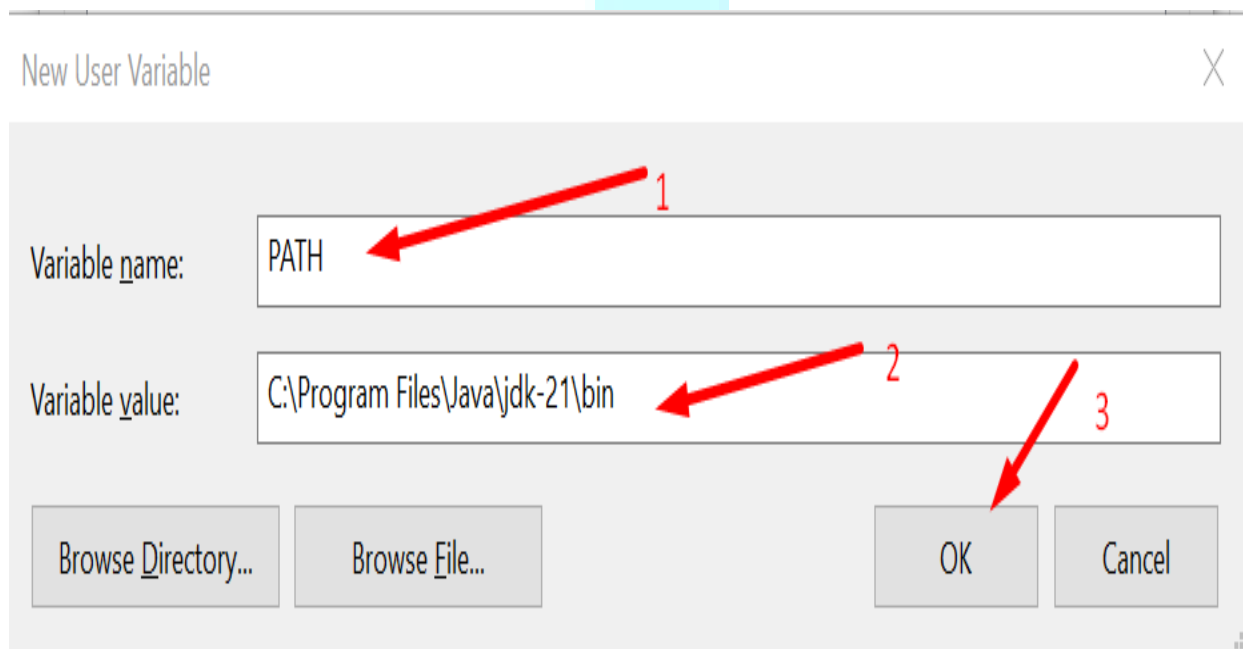 New User Variable
1
Variable name: PATH
2
Variable value: C:\Program Files\Java\jdk-21\bin
3
Browse Directory... Browse File... OK Cancel